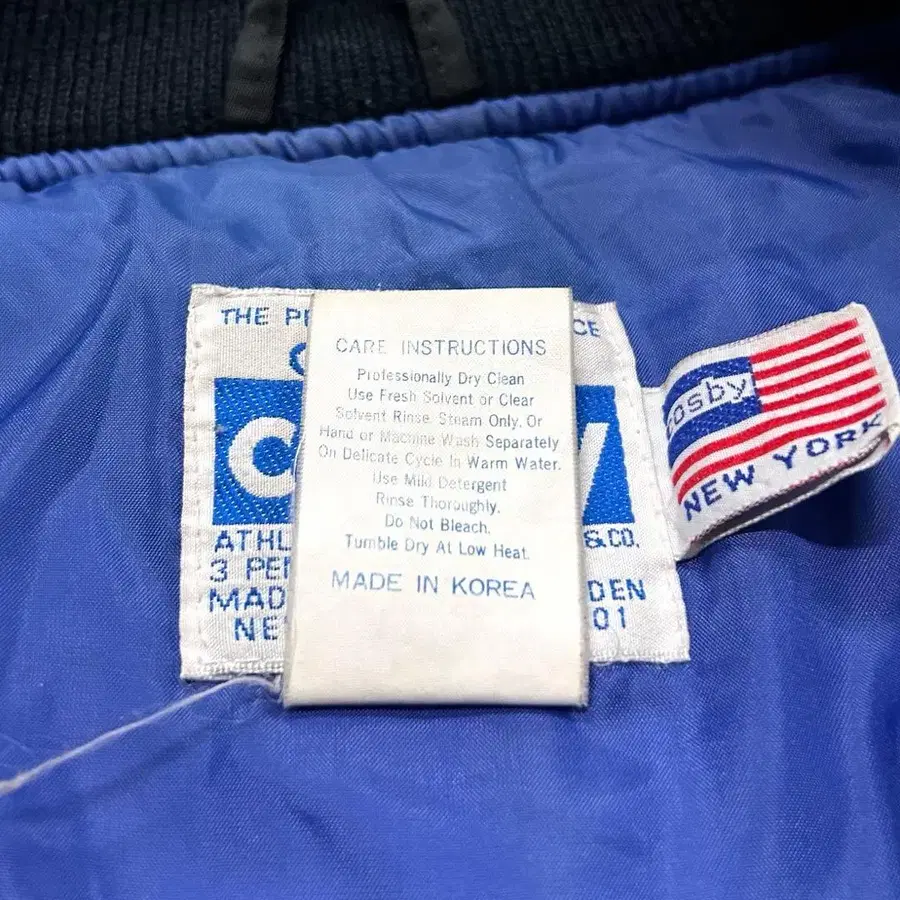 THE
CE
CARE INSTRUCTIONS
Professionally Dry Clean
Use Fresh Solvent or Clear
Solvent Rinse. Steam Only. Or
Hand or Machine Wash Separately
On Delicate Cycle In Warm Water.
Use Mild Detergent
Rinse Thoroughly.
Do Not Bleach.
Tumble Dry At Low Heat.
MADE IN KOREA
C
Y
ATHL
&CO.
3 PE
MAD
DEN
NE
01
cosby
NEW YORK